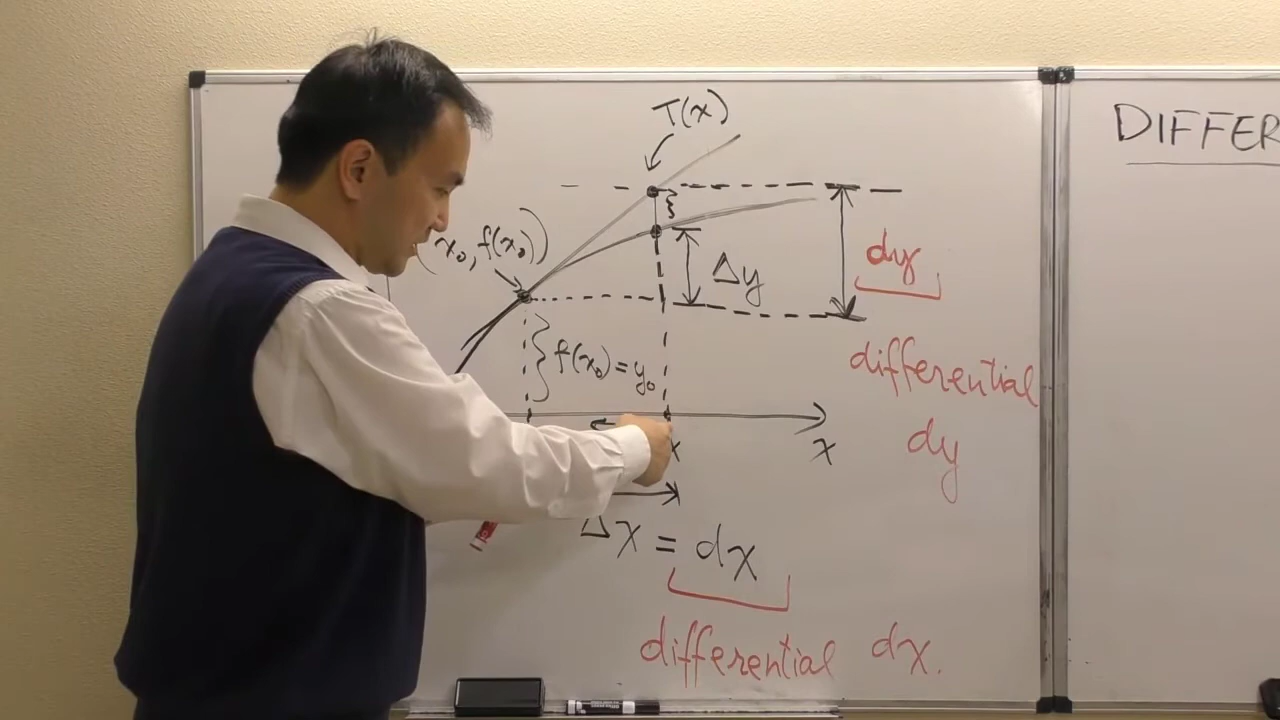 T(x)
(x₀, f(x₀))
Δy
dy
f(x₀) = y₀
differential
dy
x
x
Δx = dx
differential dx.
DIFFER